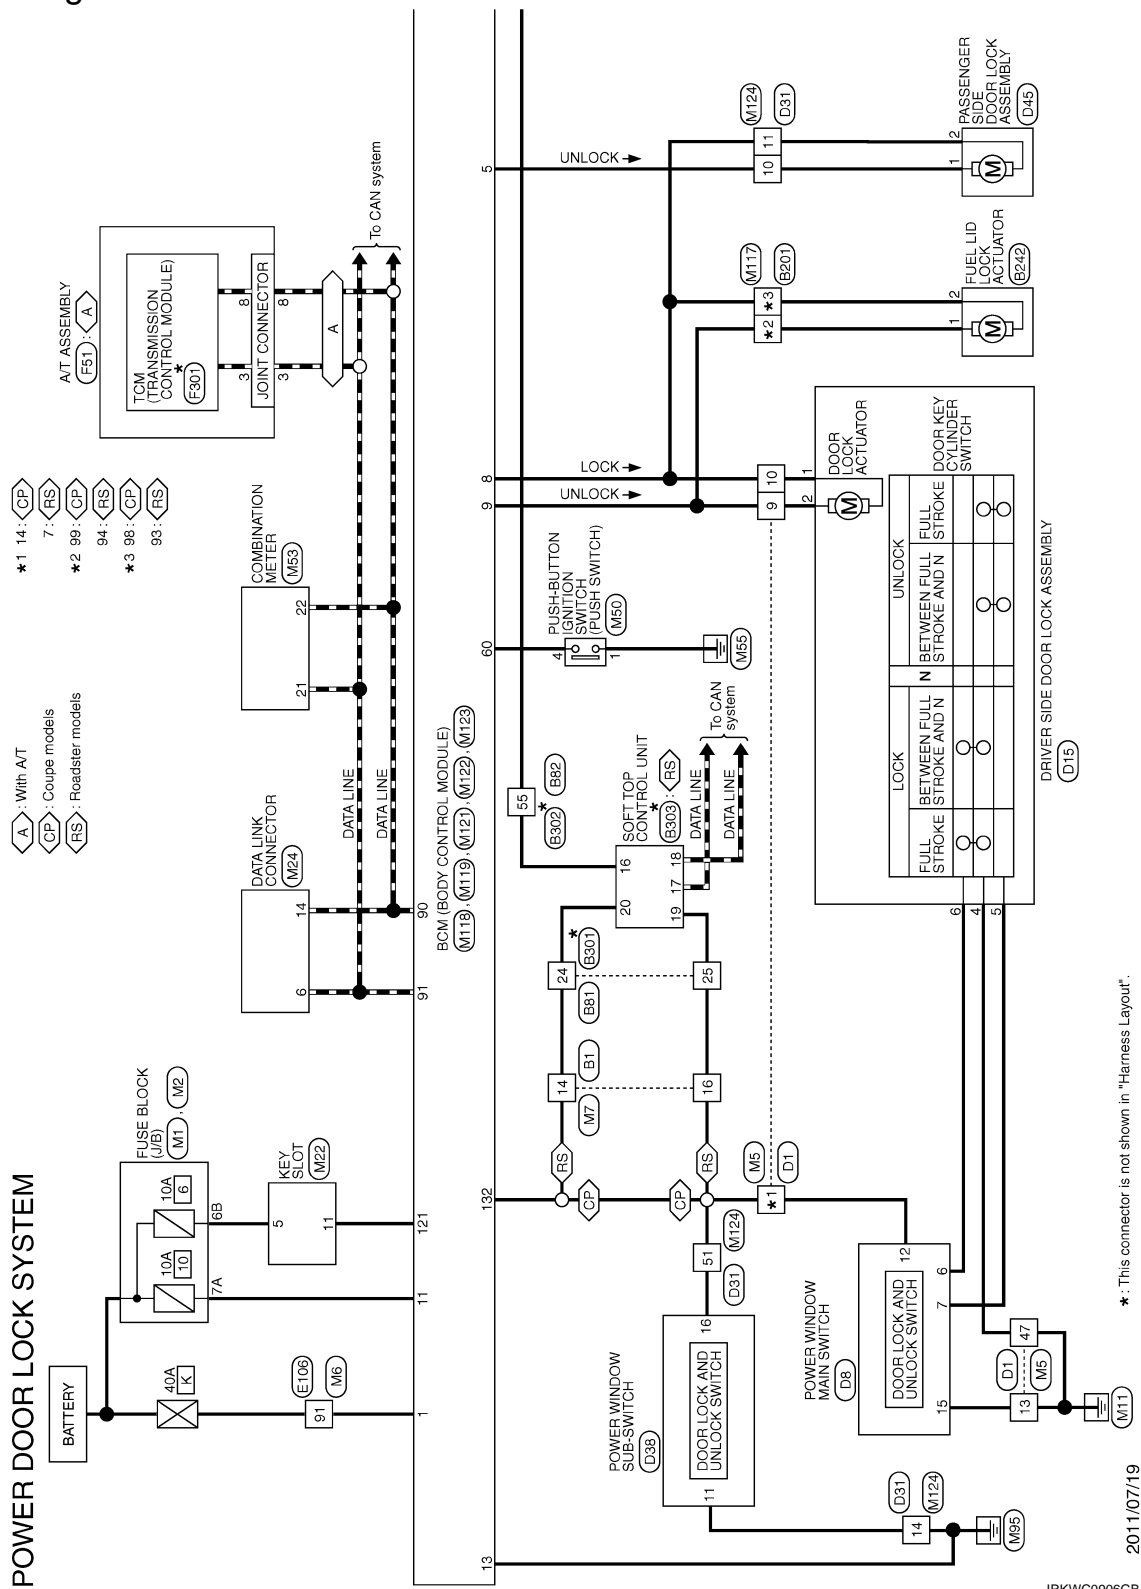 POWER DOOR LOCK SYSTEM
A : With A/T
CP : Coupe models
RS : Roadster models
*1 14 : CP
7 : RS
*2 99 : CP
94 : RS
*3 98 : CP
93 : RS
BATTERY
40A
K
E106
91
M6
1
10A
10
10A
6
FUSE BLOCK
(J/B)
M1 , M2
7A
6B
11
KEY
SLOT
M22
5
11
121
DATA LINK
CONNECTOR
M24
6
14
91
90
DATA LINE
DATA LINE
COMBINATION
METER
M53
21
22
A/T ASSEMBLY
F51 : A
TCM
(TRANSMISSION
CONTROL MODULE)
*
F301
3
8
JOINT CONNECTOR
3
8
A
To CAN system
BCM (BODY CONTROL MODULE)
M118 , M119 , M121 , M122 , M123
13
132
60
9
8
5
UNLOCK
LOCK
UNLOCK
POWER WINDOW
SUB-SWITCH
D38
DOOR LOCK AND
UNLOCK SWITCH
11
16
51
D31
M124
14
D31
M124
M95
RS
CP
CP
RS
14
M7
B1
16
24
B81
*
B301
25
20
16
19
17
18
SOFT TOP
CONTROL UNIT
*
B303 : RS
DATA LINE
DATA LINE
To CAN
system
55
*
B302
B82
PUSH-BUTTON
IGNITION
SWITCH
(PUSH SWITCH)
M50
4
1
M55
*1
M5
D1
POWER WINDOW
MAIN SWITCH
D8
DOOR LOCK AND
UNLOCK SWITCH
12
15
7
6
13
D1
M5
47
M11
9
10
2
1
M
DOOR
LOCK
ACTUATOR
LOCK
N
UNLOCK
FULL
STROKE
BETWEEN FULL
STROKE AND N
BETWEEN FULL
STROKE AND N
FULL
STROKE
DOOR KEY
CYLINDER
SWITCH
6
4
5
DRIVER SIDE DOOR LOCK ASSEMBLY
D15
*2
*3
M117
B201
1
2
M
FUEL LID
LOCK
ACTUATOR
B242
10
11
M124
D31
1
2
M
PASSENGER
SIDE
DOOR LOCK
ASSEMBLY
D45
* : This connector is not shown in "Harness Layout".
2011/07/19